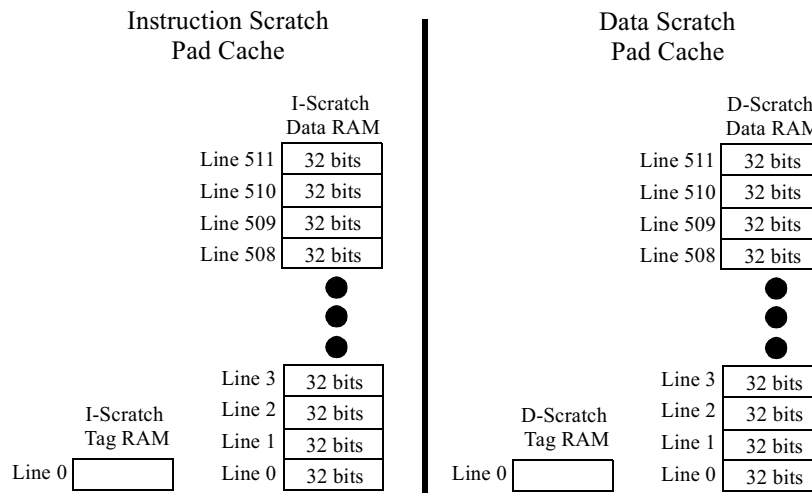 Instruction Scratch
Pad Cache
I-Scratch
Data RAM
Line 511 32 bits
Line 510 32 bits
Line 509 32 bits
Line 508 32 bits
Line 3 32 bits
Line 2 32 bits
Line 1 32 bits
Line 0 32 bits
I-Scratch
Tag RAM
Line 0
Data Scratch
Pad Cache
D-Scratch
Data RAM
Line 511 32 bits
Line 510 32 bits
Line 509 32 bits
Line 508 32 bits
Line 3 32 bits
Line 2 32 bits
Line 1 32 bits
Line 0 32 bits
D-Scratch
Tag RAM
Line 0